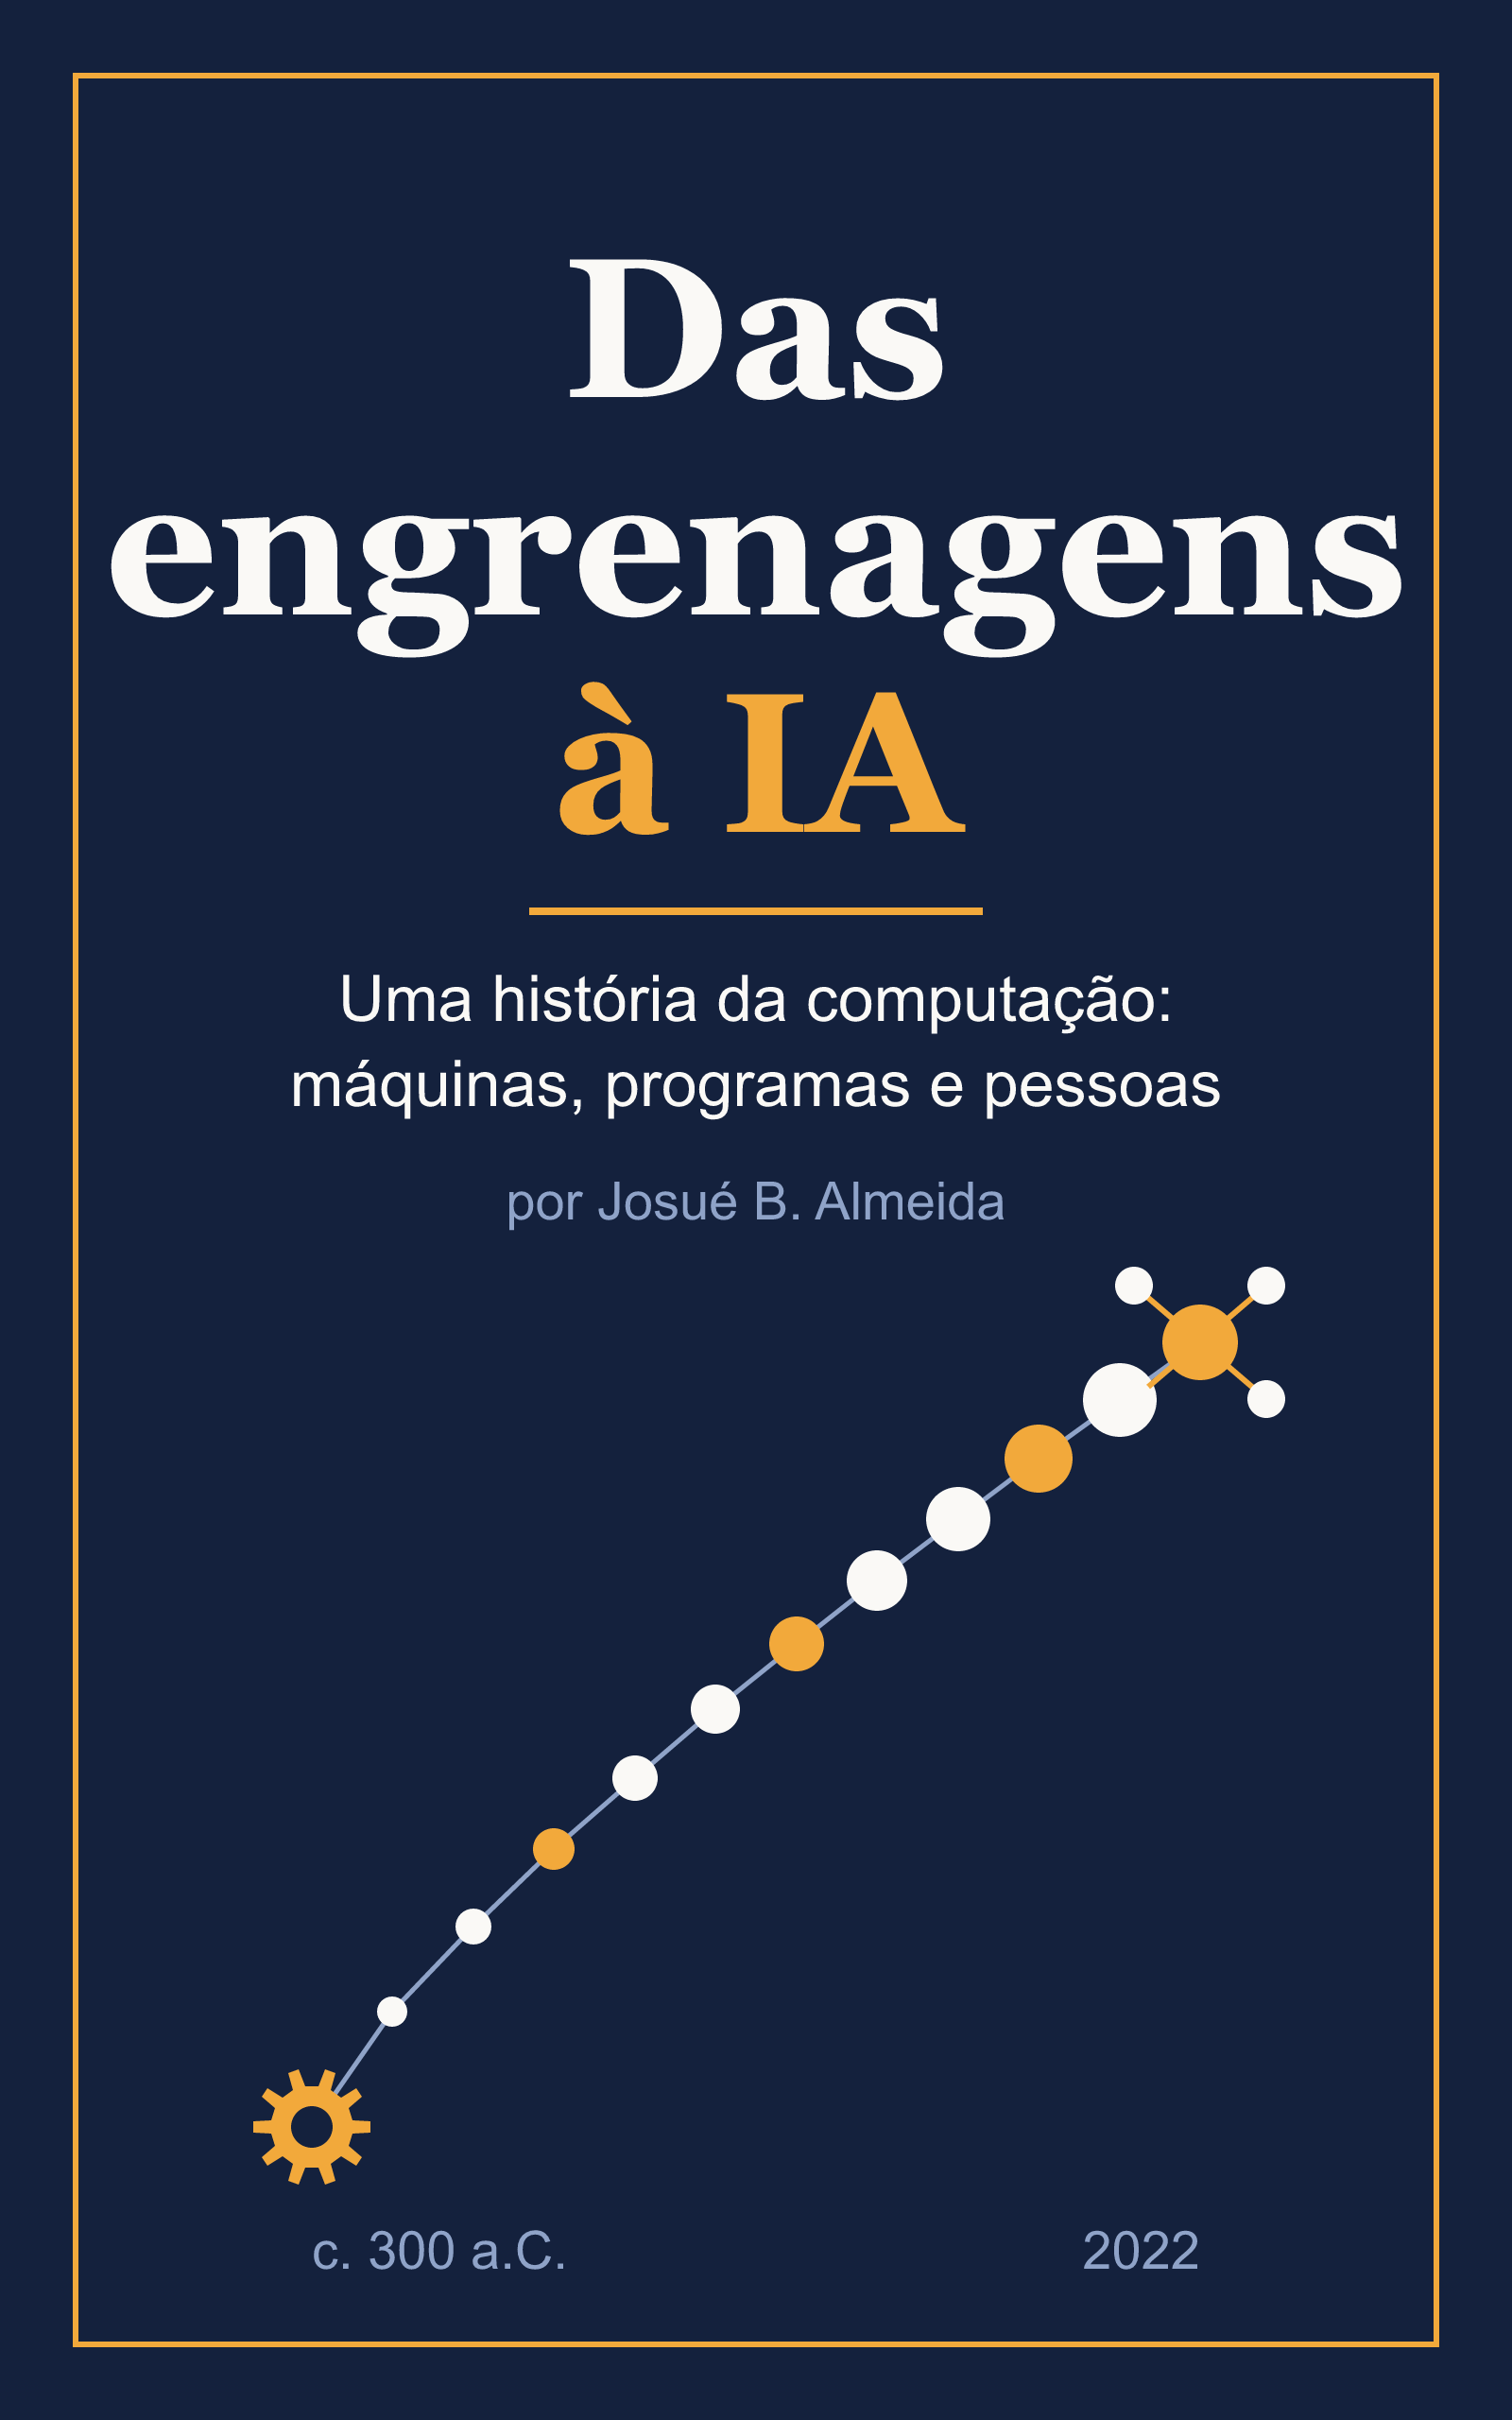 Das
engrenagens
à IA
Uma história da computação:
máquinas, programas e pessoas
por Josué B. Almeida
c. 300 a.C.
2022